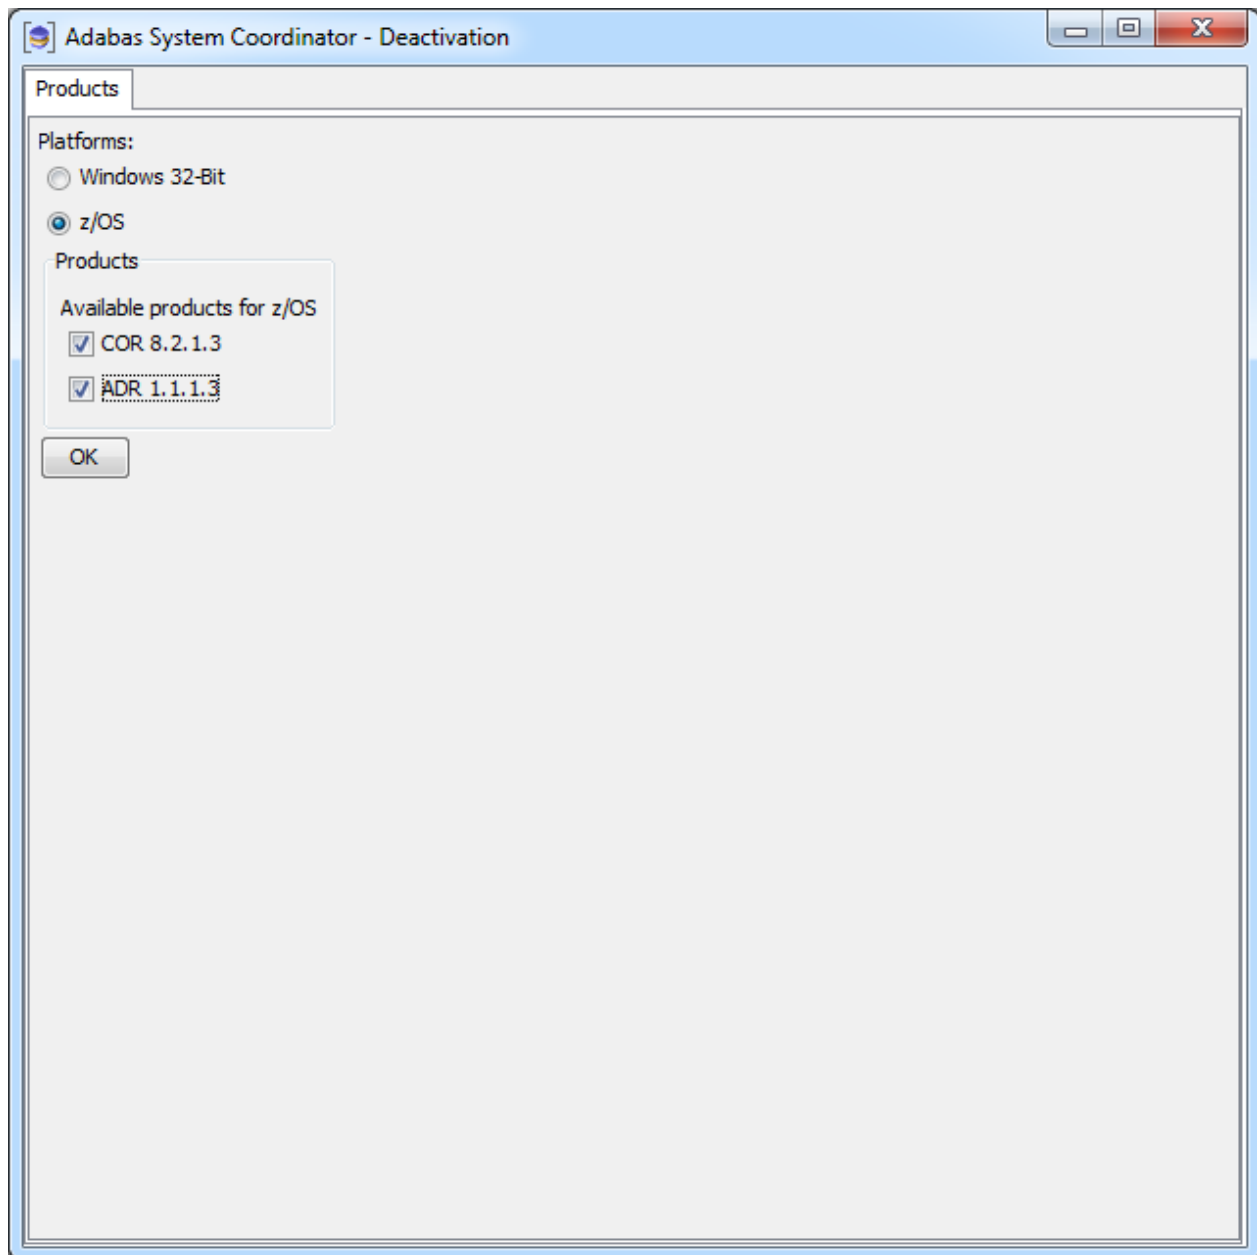 Adabas System Coordinator - Deactivation
Products
Platforms:
Windows 32-Bit
z/OS
Products
Available products for z/OS
COR 8.2.1.3
ADR 1.1.1.3
OK